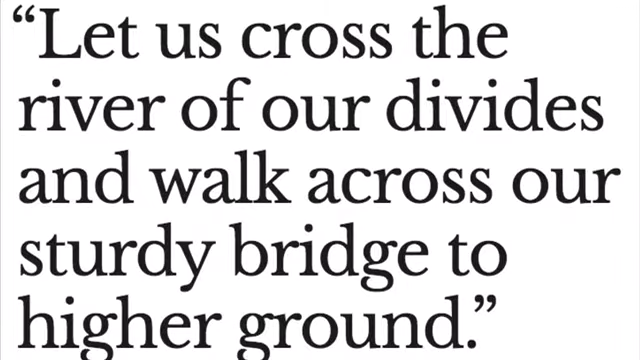 “Let us cross the
river of our divides
and walk across our
sturdy bridge to
higher ground.”